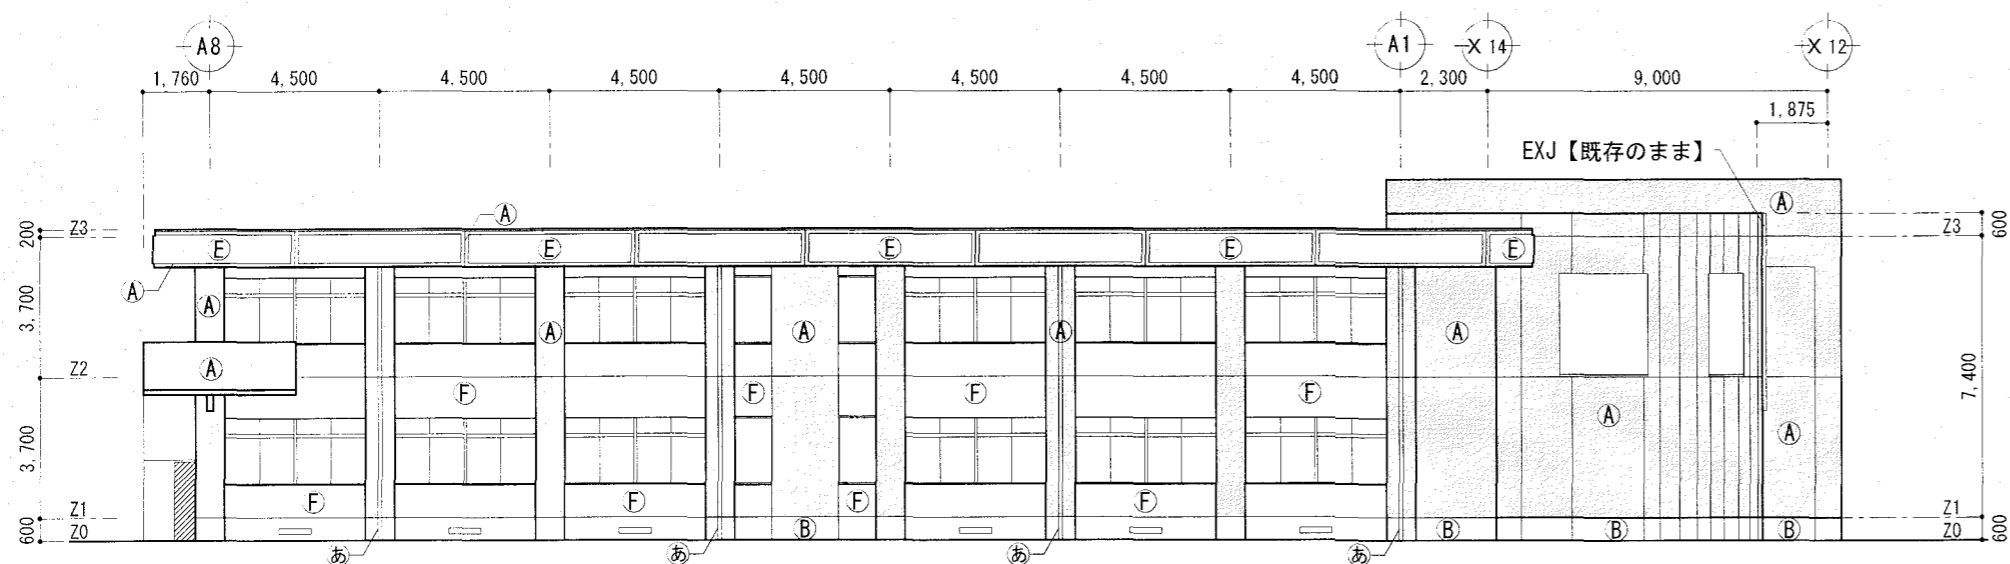 A8 A1 X 14 X 12
1,760 4,500 4,500 4,500 4,500 4,500 4,500 4,500 2,300 9,000
1,875
EXJ【既存のまま】
A A
200 Z3 Z3 600
E E E E E
A A
3,700
A A A A
Z2 A
F F F F
7,400
A A
3,700
F F F F
Z1 Z1
600 Z0 B B B B Z0 600
あ あ あ あ